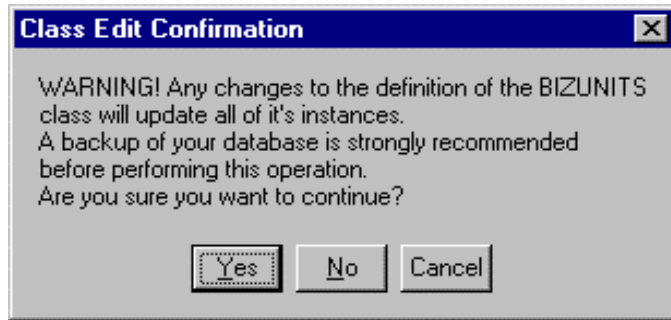 Class Edit Confirmation
WARNING! Any changes to the definition of the BIZUNITS
class will update all of it's instances.
A backup of your database is strongly recommended
before performing this operation.
Are you sure you want to continue?
Yes No Cancel